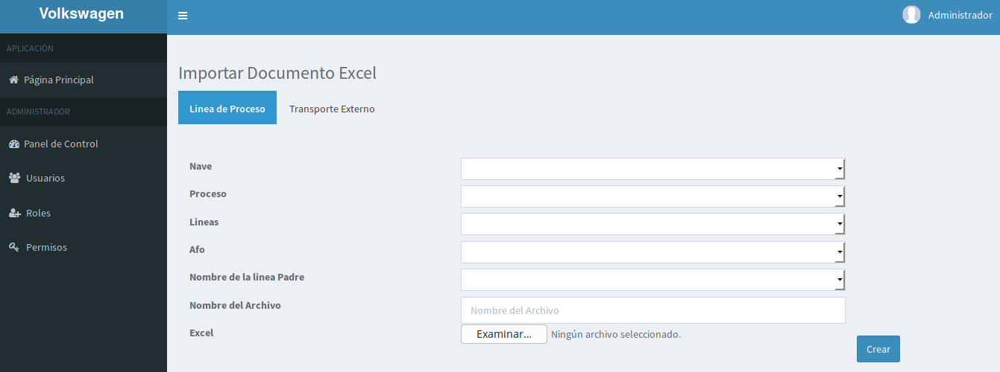 Volkswagen
Administrador
APLICACIÓN
Página Principal
ADMINISTRADOR
Panel de Control
Usuarios
Roles
Permisos
Importar Documento Excel
Linea de Proceso
Transporte Externo
Nave
Proceso
Lineas
Afo
Nombre de la linea Padre
Nombre del Archivo
Nombre del Archivo
Excel
Examinar...
Ningún archivo seleccionado.
Crear